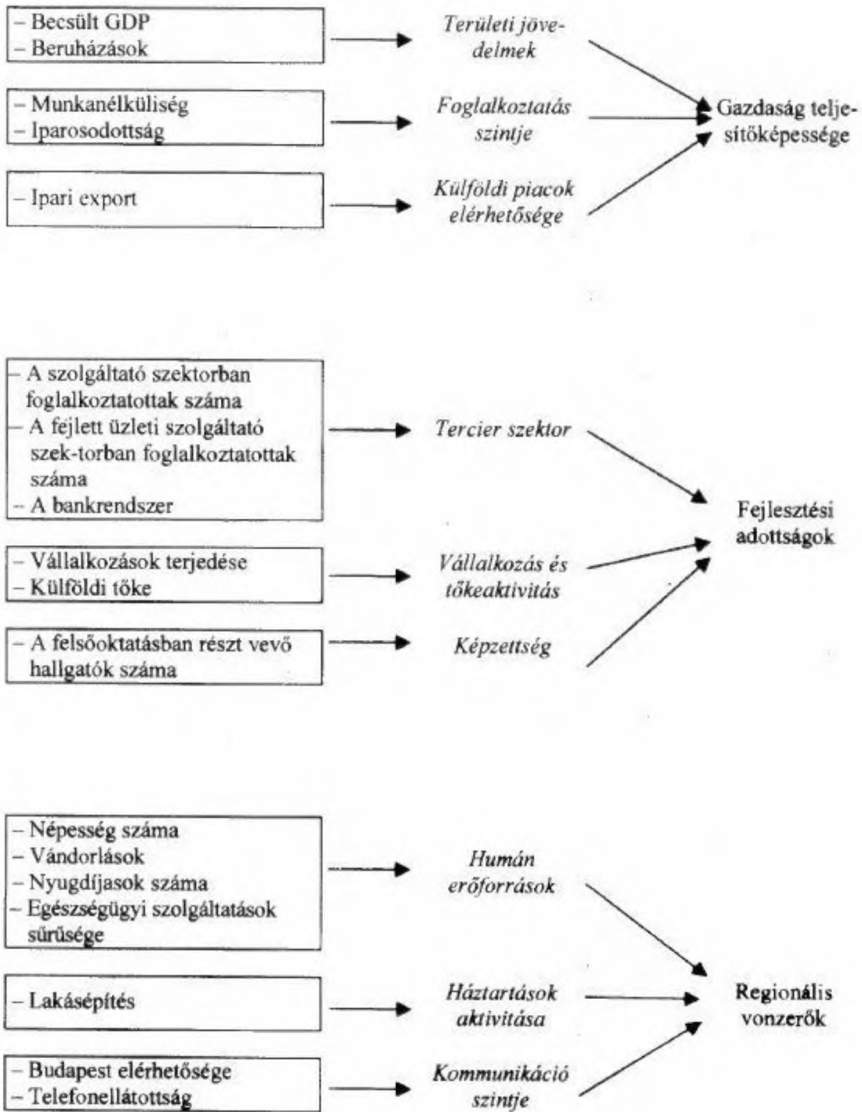 – Becsült GDP
– Beruházások
Területi jöve-
delmek
– Munkanélküliség
– Iparosodottság
Foglalkoztatás
szintje
Gazdaság telje-
sítőképessége
– Ipari export
Külföldi piacok
elérhetősége
– A szolgáltató szektorban
foglalkoztatottak száma
– A fejlett üzleti szolgáltató
szek-torban foglalkoztatottak
száma
– A bankrendszer
Tercier szektor
Fejlesztési
adottságok
– Vállalkozások terjedése
– Külföldi tőke
Vállalkozás és
tőkeaktivitás
– A felsőoktatásban részt vevő
hallgatók száma
Képzettség
– Népesség száma
– Vándorlások
– Nyugdíjasok száma
– Egészségügyi szolgáltatások
sűrűsége
Humán
erőforrások
– Lakásépítés
Háztartások
aktivitása
Regionális
vonzerők
– Budapest elérhetősége
– Telefonellátottság
Kommunikáció
szintje